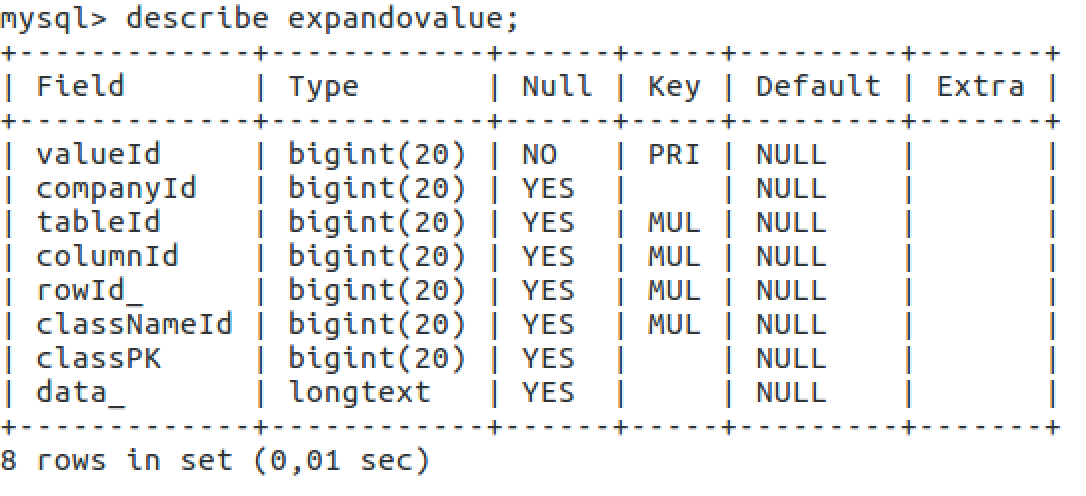 mysql> describe expandovalue;
+-------------+------------+------+-----+---------+-------+
| Field       | Type       | Null | Key | Default | Extra |
+-------------+------------+------+-----+---------+-------+
| valueId     | bigint(20) | NO   | PRI | NULL    |       |
| companyId   | bigint(20) | YES  |     | NULL    |       |
| tableId     | bigint(20) | YES  | MUL | NULL    |       |
| columnId    | bigint(20) | YES  | MUL | NULL    |       |
| rowId_      | bigint(20) | YES  | MUL | NULL    |       |
| classNameId | bigint(20) | YES  | MUL | NULL    |       |
| classPK     | bigint(20) | YES  |     | NULL    |       |
| data_       | longtext   | YES  |     | NULL    |       |
+-------------+------------+------+-----+---------+-------+
8 rows in set (0,01 sec)